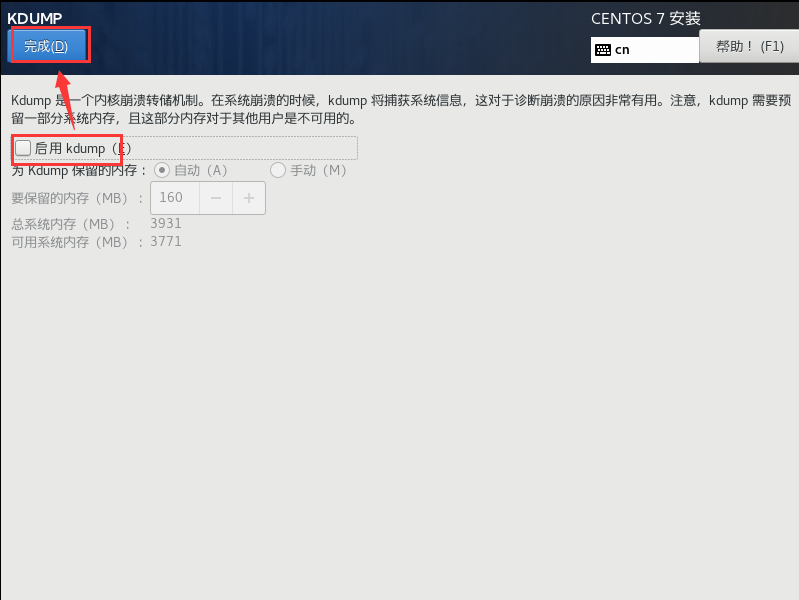 KDUMP
CENTOS 7 安装
完成(D)
cn
帮助！(F1)
Kdump 是一个内核崩溃转储机制。在系统崩溃的时候，kdump 将捕获系统信息，这对于诊断崩溃的原因非常有用。注意，kdump 需要预
留一部分系统内存，且这部分内存对于其他用户是不可用的。
启用 kdump（E）
为 Kdump 保留的内存： 自动（A） 手动（M）
要保留的内存（MB）： 160 − +
总系统内存（MB）： 3931
可用系统内存（MB）： 3771